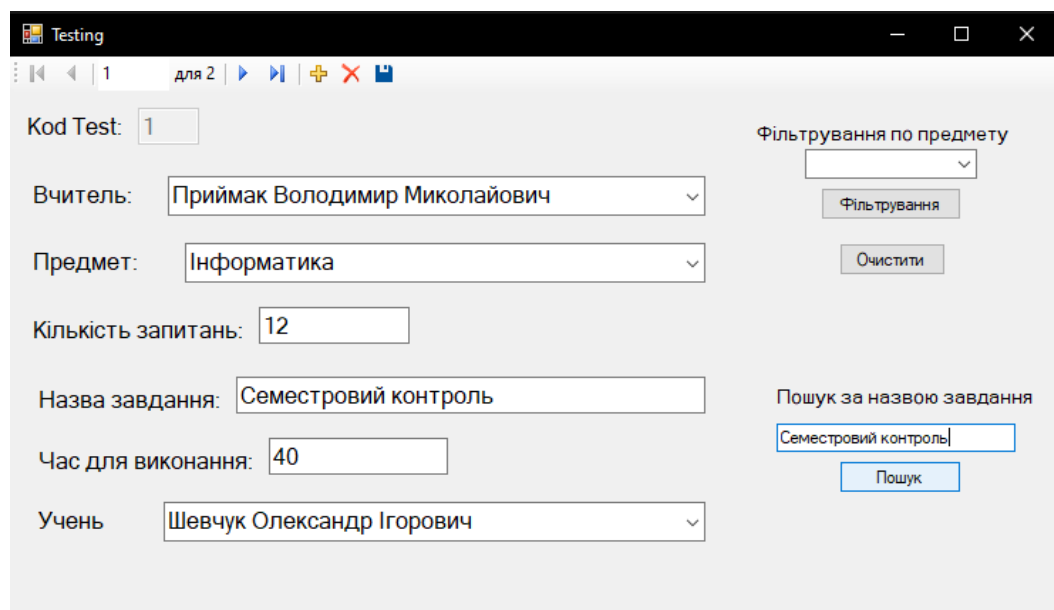 Testing
1 для 2
Kod Test: 1
Вчитель: Приймак Володимир Миколайович
Предмет: Інформатика
Кількість запитань: 12
Назва завдання: Семестровий контроль
Час для виконання: 40
Учень Шевчук Олександр Ігорович
Фільтрування по предмету
Фільтрування
Очистити
Пошук за назвою завдання
Семестровий контроль
Пошук